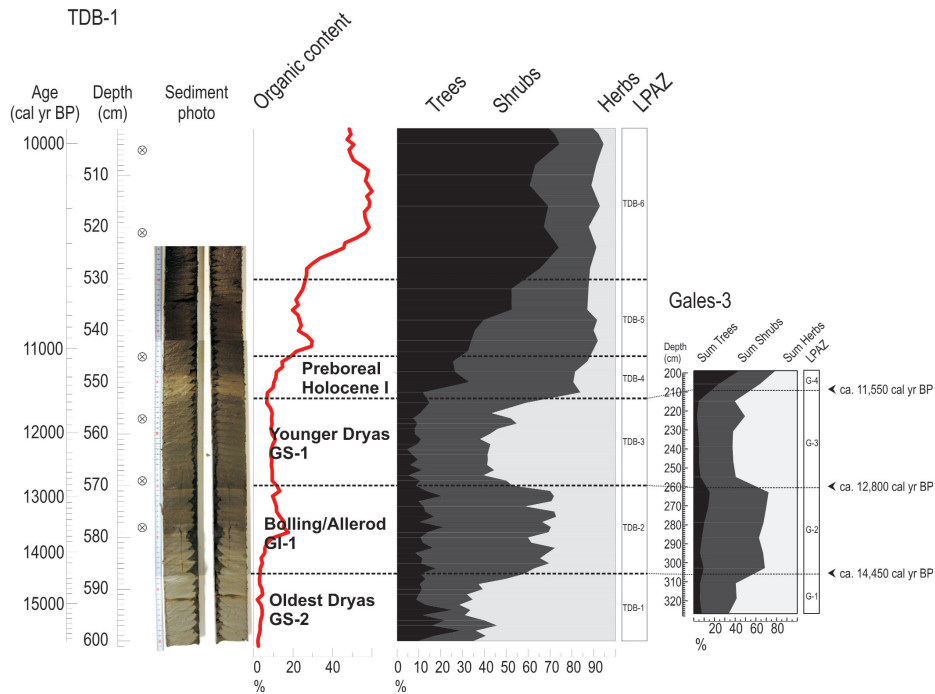 TDB-1
Age
(cal yr BP)
Depth
(cm)
Sediment
photo
Organic content
Trees
Shrubs
Herbs
LPAZ
10000
11000
12000
13000
14000
15000
510
520
530
540
550
560
570
580
590
600
Preboreal
Holocene I
Younger Dryas
GS-1
Bolling/Allerod
GI-1
Oldest Dryas
GS-2
TDB-6
TDB-5
TDB-4
TDB-3
TDB-2
TDB-1
0 20 40
%
0 10 20 30 40 50 60 70 80 90
%
Gales-3
Depth
(cm)
Sum Trees
Sum Shrubs
Sum Herbs
LPAZ
200
210
220
230
240
250
260
270
280
290
300
310
320
G-4
G-3
G-2
G-1
ca. 11,550 cal yr BP
ca. 12,800 cal yr BP
ca. 14,450 cal yr BP
20 40 60 80
%